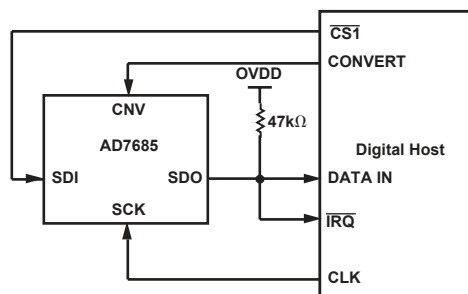 CS1
CONVERT
OVDD
CNV
47kΩ
AD7685
Digital Host
SDI
SDO
DATA IN
SCK
IRQ
CLK